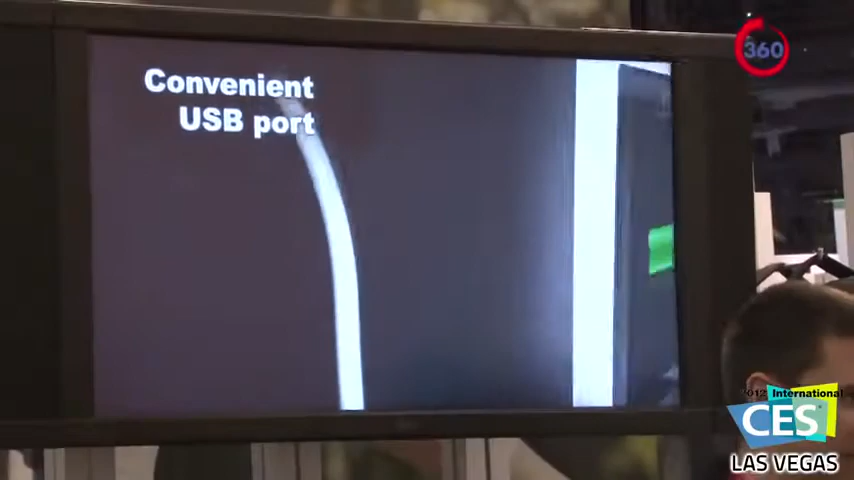 360
Convenient
USB port
2012 International
CES
LAS VEGAS